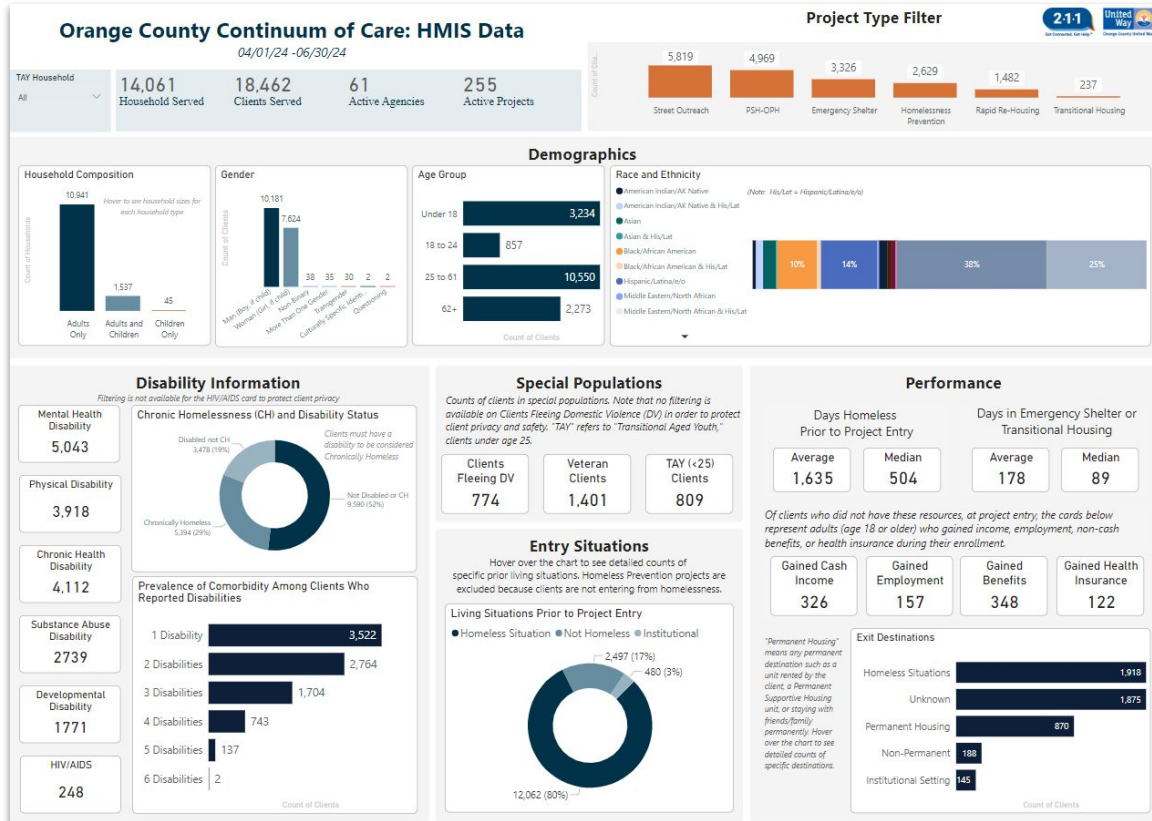 Orange County Continuum of Care: HMIS Data
04/01/24 -06/30/24
Project Type Filter
2·1·1
Get Connected. Get Help.™
United
Way
Orange County United Way
TAY Household
All
14,061
Household Served
18,462
Clients Served
61
Active Agencies
255
Active Projects
Count of Clie...
5,819
4,969
3,326
2,629
1,482
237
Street Outreach
PSH-OPH
Emergency Shelter
Homelessness
Prevention
Rapid Re-Housing
Transitional Housing
Demographics
Household Composition
10,941
Hover to see household sizes for
each household type
1,537
45
Count of Households
Adults
Only
Adults and
Children
Children
Only
Gender
10,181
7,624
38
35
30
2
2
Count of Clients
Man (Boy, if child)
Woman (Girl, if child)
Non-Binary
More Than One Gender
Transgender
Culturally Specific Identi...
Questioning
Age Group
Under 18
3,234
18 to 24
857
25 to 61
10,550
62+
2,273
Count of Clients
Race and Ethnicity
American Indian/AK Native
(Note: His/Lat = Hispanic/Latina/e/o)
American Indian/AK Native & His/Lat
Asian
Asian & His/Lat
Black/African American
Black/African American & His/Lat
Hispanic/Latina/e/o
Middle Eastern/North African
Middle Eastern/North African & His/Lat
10%
14%
38%
25%
Disability Information
Filtering is not available for the HIV/AIDS card to protect client privacy
Mental Health
Disability
5,043
Physical Disability
3,918
Chronic Health
Disability
4,112
Substance Abuse
Disability
2739
Developmental
Disability
1771
HIV/AIDS
248
Chronic Homelessness (CH) and Disability Status
Clients must have a
disability to be considered
Chronically Homeless
Disabled not CH
3,478 (19%)
Not Disabled or CH
9,590 (52%)
Chronically Homeless
5,394 (29%)
Prevalence of Comorbidity Among Clients Who
Reported Disabilities
1 Disability
3,522
2 Disabilities
2,764
3 Disabilities
1,704
4 Disabilities
743
5 Disabilities
137
6 Disabilities
2
Count of Clients
Special Populations
Counts of clients in special populations. Note that no filtering is
available on Clients Fleeing Domestic Violence (DV) in order to protect
client privacy and safety. "TAY" refers to "Transitional Aged Youth,"
clients under age 25.
Clients
Fleeing DV
774
Veteran
Clients
1,401
TAY (<25)
Clients
809
Entry Situations
Hover over the chart to see detailed counts of
specific prior living situations. Homeless Prevention projects are
excluded because clients are not entering from homelessness.
Living Situations Prior to Project Entry
Homeless Situation
Not Homeless
Institutional
2,497 (17%)
480 (3%)
12,062 (80%)
Performance
Days Homeless
Prior to Project Entry
Average
1,635
Median
504
Days in Emergency Shelter or
Transitional Housing
Average
178
Median
89
Of clients who did not have these resources, at project entry, the cards below
represent adults (age 18 or older) who gained income, employment, non-cash
benefits, or health insurance during their enrollment.
Gained Cash
Income
326
Gained
Employment
157
Gained
Benefits
348
Gained Health
Insurance
122
"Permanent Housing"
means any permanent
destination such as a
unit rented by the
client, a Permanent
Supportive Housing
unit, or staying with
friends/family
permanently. Hover
over the chart to see
detailed counts of
specific destinations.
Exit Destinations
Homeless Situations
1,918
Unknown
1,875
Permanent Housing
870
Non-Permanent
188
Institutional Setting
145
Count of Clients